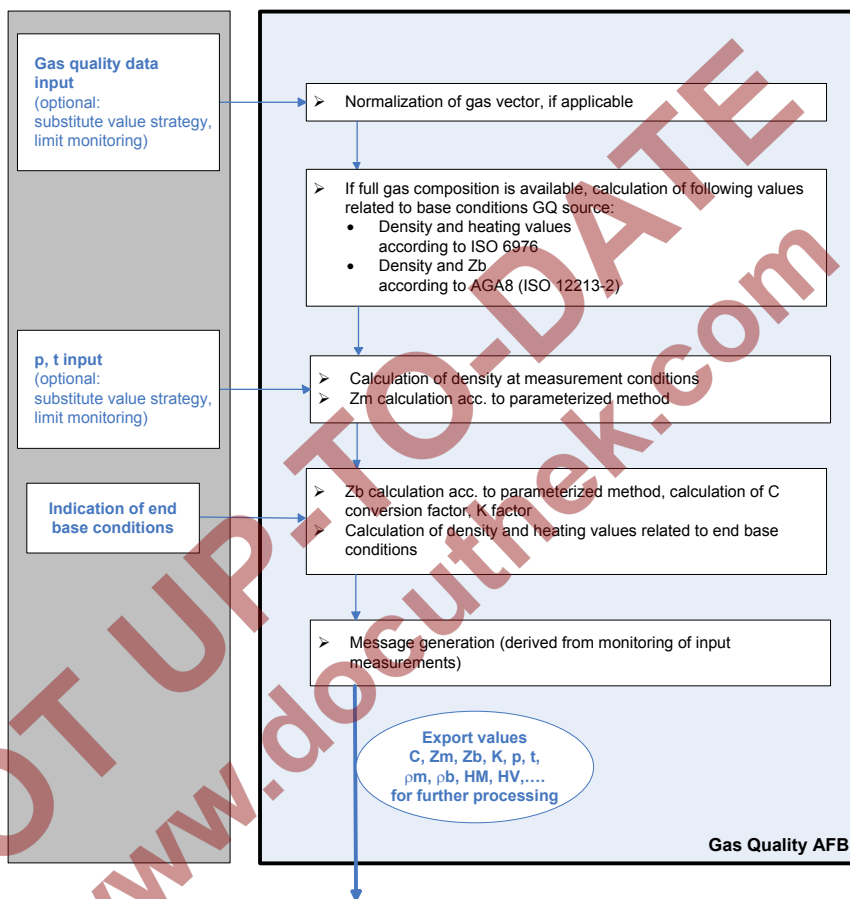 Gas quality data
input
(optional:
substitute value strategy,
limit monitoring)
➢ Normalization of gas vector, if applicable
➢ If full gas composition is available, calculation of following values
related to base conditions GQ source:
• Density and heating values
according to ISO 6976
• Density and Zb
according to AGA8 (ISO 12213-2)
p, t input
(optional:
substitute value strategy,
limit monitoring)
➢ Calculation of density at measurement conditions
➢ Zm calculation acc. to parameterized method
Indication of end
base conditions
➢ Zb calculation acc. to parameterized method, calculation of C
conversion factor, K factor
➢ Calculation of density and heating values related to end base
conditions
➢ Message generation (derived from monitoring of input
measurements)
Export values
C, Zm, Zb, K, p, t,
ρm, ρb, HM, HV,....
for further processing
Gas Quality AFB
OT UP-TO-DATE
www.docuthek.com